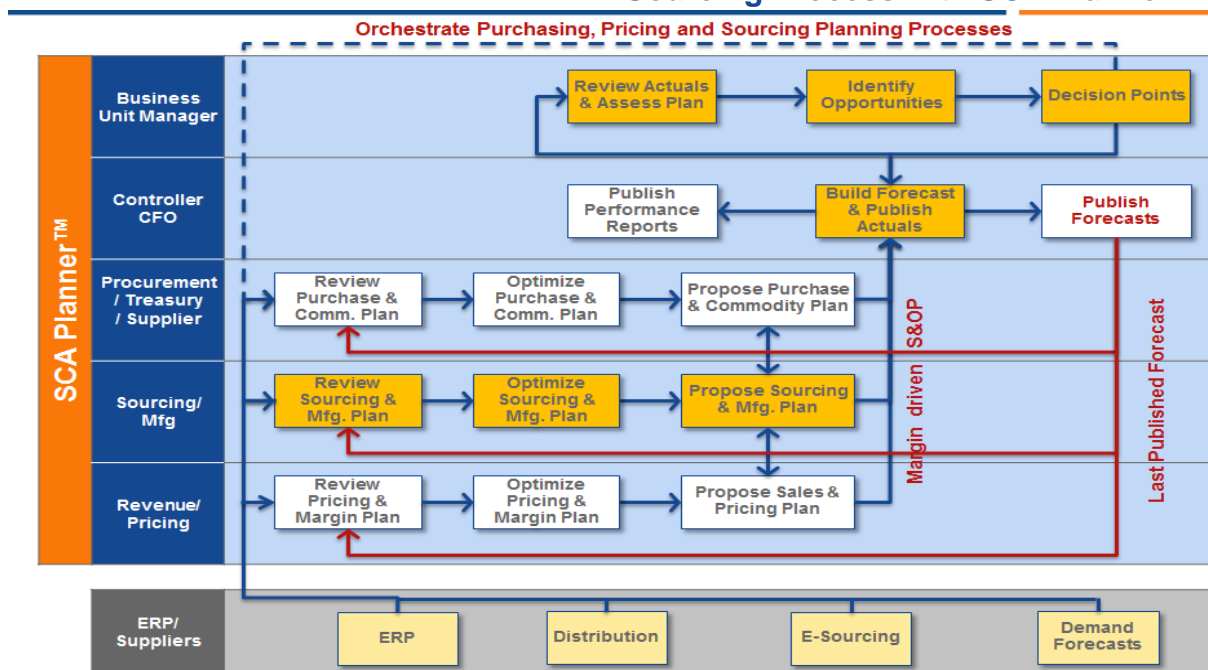 Orchestrate Purchasing, Pricing and Sourcing Planning Processes
SCA Planner™
Business
Unit Manager
Review Actuals
& Assess Plan
Identify
Opportunities
Decision Points
Controller
CFO
Publish
Performance
Reports
Build Forecast
& Publish
Actuals
Publish
Forecasts
Procurement
/ Treasury
/ Supplier
Review
Purchase &
Comm. Plan
Optimize
Purchase &
Comm. Plan
Propose Purchase
& Commodity Plan
Sourcing/
Mfg
Review
Sourcing &
Mfg. Plan
Optimize
Sourcing &
Mfg. Plan
Propose Sourcing
& Mfg. Plan
Margin driven S&OP
Last Published Forecast
Revenue/
Pricing
Review
Pricing &
Margin Plan
Optimize
Pricing &
Margin Plan
Propose Sales &
Pricing Plan
ERP/
Suppliers
ERP
Distribution
E-Sourcing
Demand
Forecasts